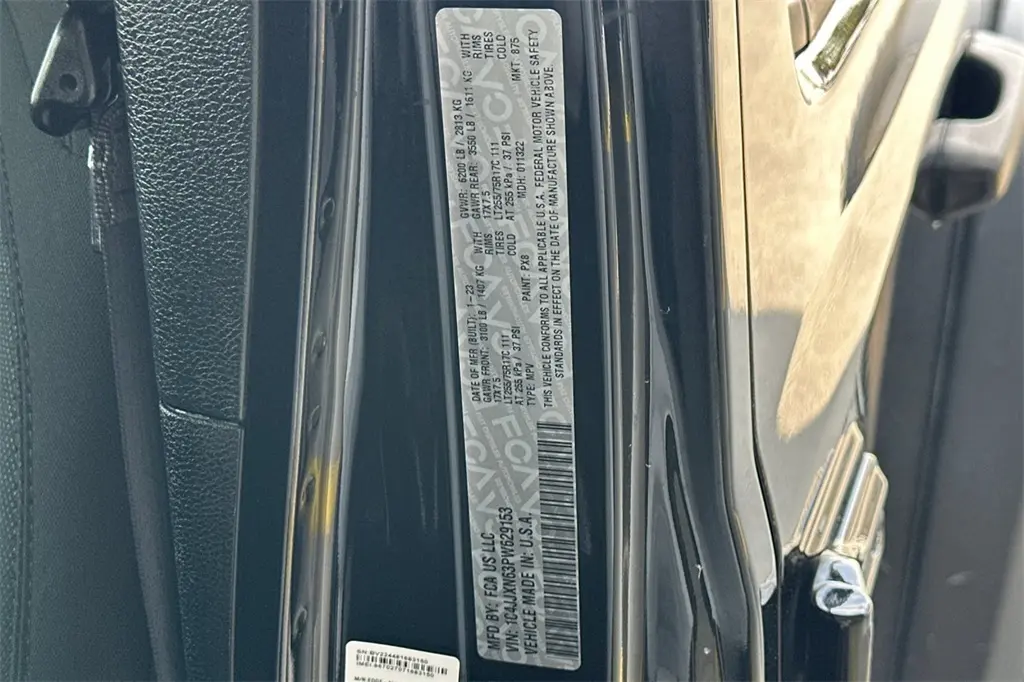 MFD BY: FCA US LLC
DATE OF MFR (BUILT): 1-23
GVWR: 6200 LB / 2813 KG
GAWR FRONT: 3100 LB / 1407 KG WITH
GAWR REAR: 3550 LB / 1611 KG WITH
17X7.5 RIMS
17X7.5 RIMS
LT255/75R17C 111 TIRES
LT255/75R17C 111 TIRES
AT 255 kPa / 37 PSI COLD
AT 255 kPa / 37 PSI COLD
VIN: 1C4JJXN63PW629153
TYPE: MPV
PAINT: PX8
MDH: 011322
MKT: 875
VEHICLE MADE IN: U.S.A.
THIS VEHICLE CONFORMS TO ALL APPLICABLE U.S.A. FEDERAL MOTOR VEHICLE SAFETY
STANDARDS IN EFFECT ON THE DATE OF MANUFACTURE SHOWN ABOVE.
FCA